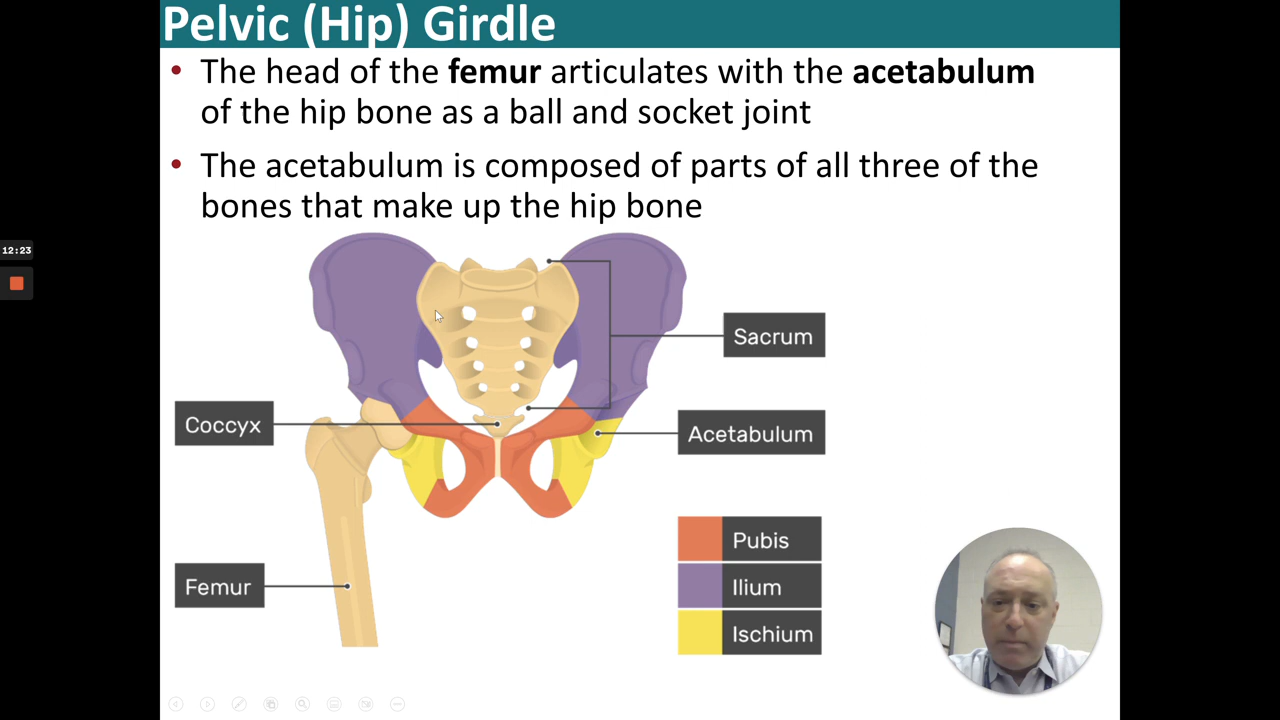 Pelvic (Hip) Girdle
• The head of the femur articulates with the acetabulum
of the hip bone as a ball and socket joint
• The acetabulum is composed of parts of all three of the
bones that make up the hip bone
12:23
Sacrum
Coccyx
Acetabulum
Pubis
Femur
Ilium
Ischium